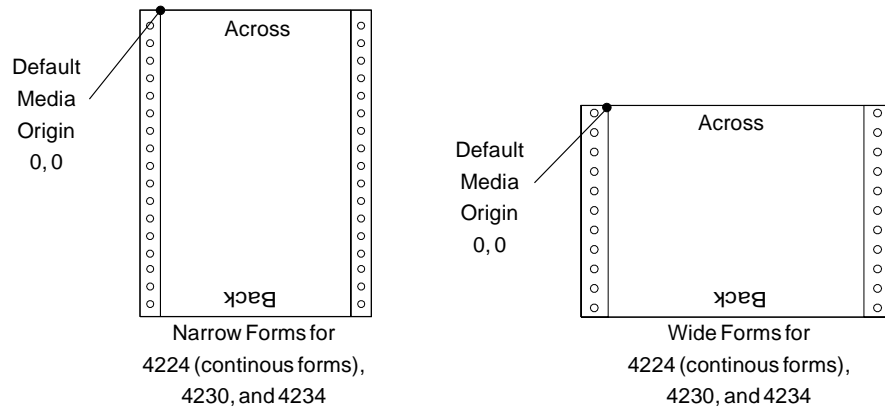 Across
Default
Media
Origin
0, 0
Back
Narrow Forms for
4224 (continous forms),
4230, and 4234
Across
Default
Media
Origin
0, 0
Back
Wide Forms for
4224 (continous forms),
4230, and 4234